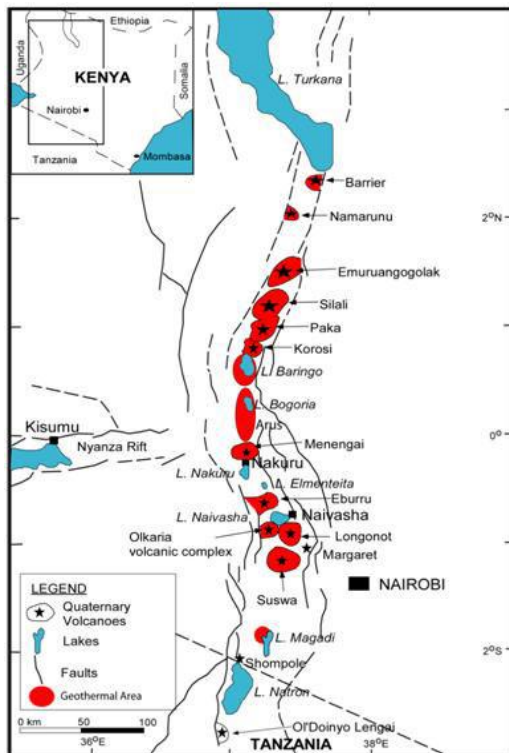 Ethiopia
Uganda
KENYA
Somalia
Nairobi
Tanzania
Mombasa
L. Turkana
Barrier
Namarunu
2°N
Emuruangogolak
Silali
Paka
Korosi
L. Baringo
L. Bogoria
Arus
Kisumu
Nyanza Rift
0°
Menengai
L. Nakuru
Nakuru
L. Elmenteita
Eburru
L. Naivasha
Naivasha
Olkaria
volcanic complex
Longonot
Margaret
NAIROBI
Suswa
LEGEND
Quaternary
Volcanoes
Lakes
Faults
Geothermal Area
L. Magadi
2°S
Shompole
L. Natron
0 km 50 100
Ol'Doinyo Lengai
36°E
TANZANIA
38°E